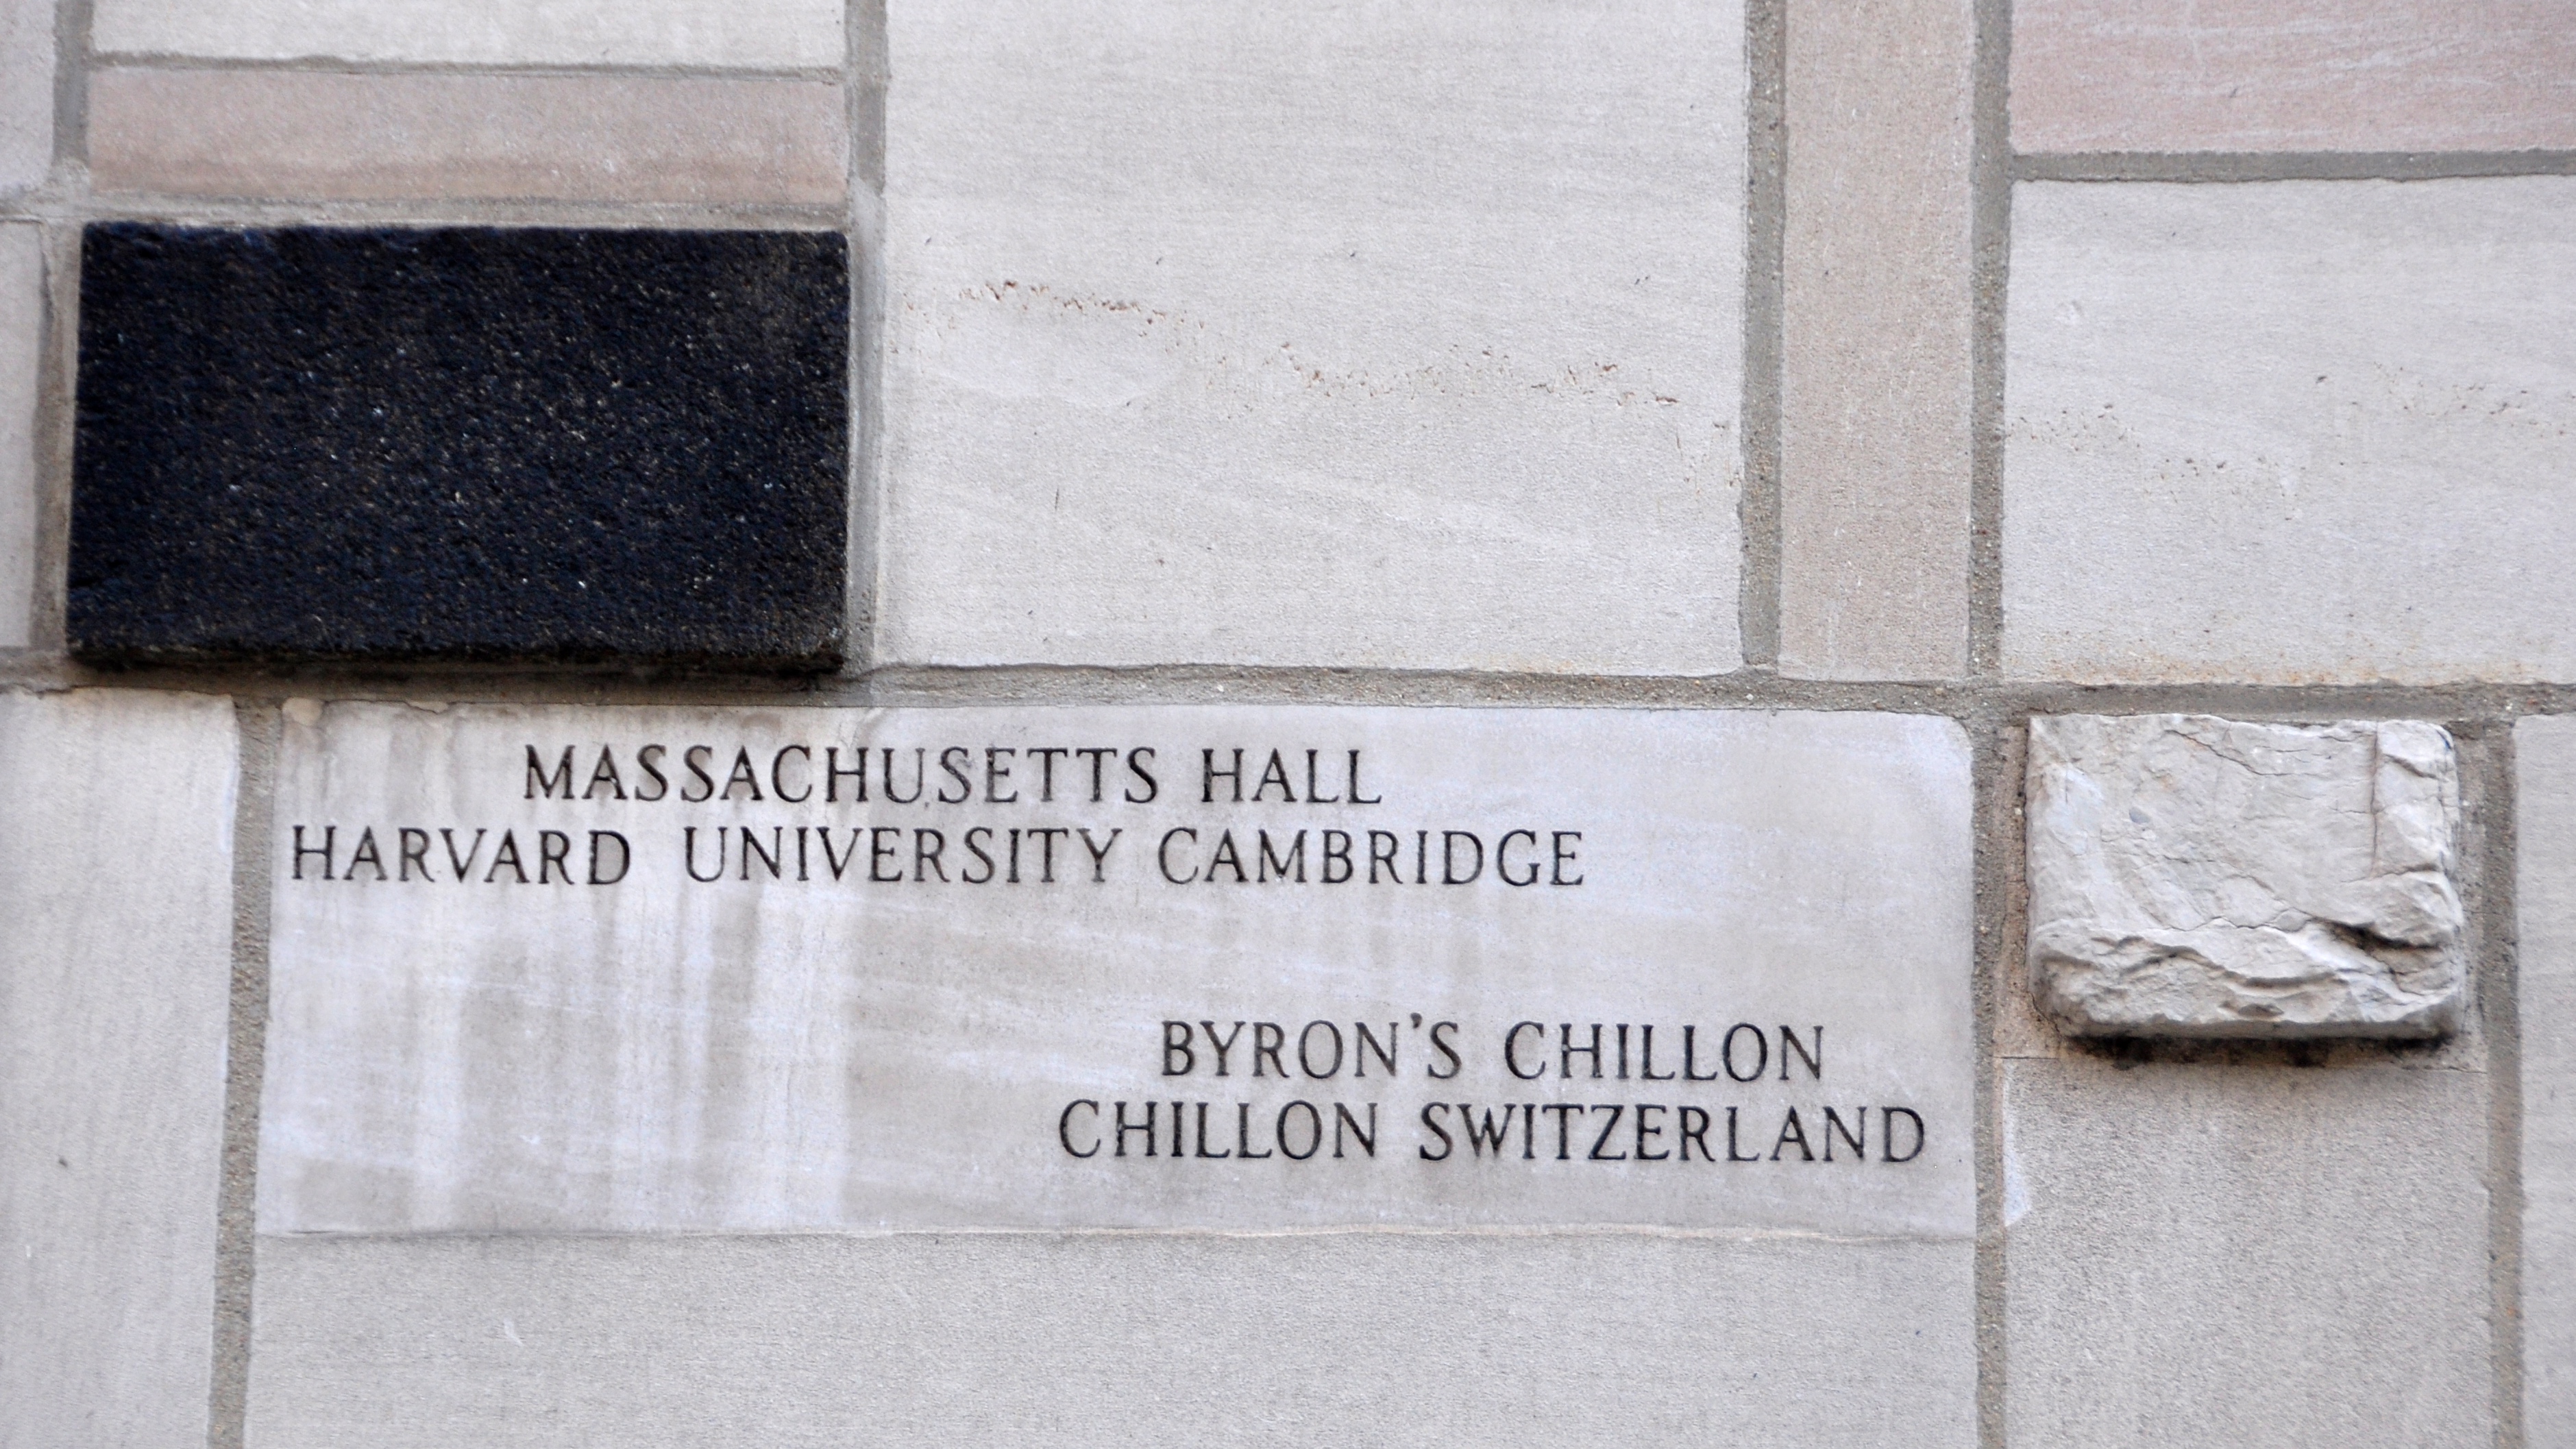 MASSACHUSETTS HALL
HARVARD UNIVERSITY CAMBRIDGE
BYRON'S CHILLON
CHILLON SWITZERLAND